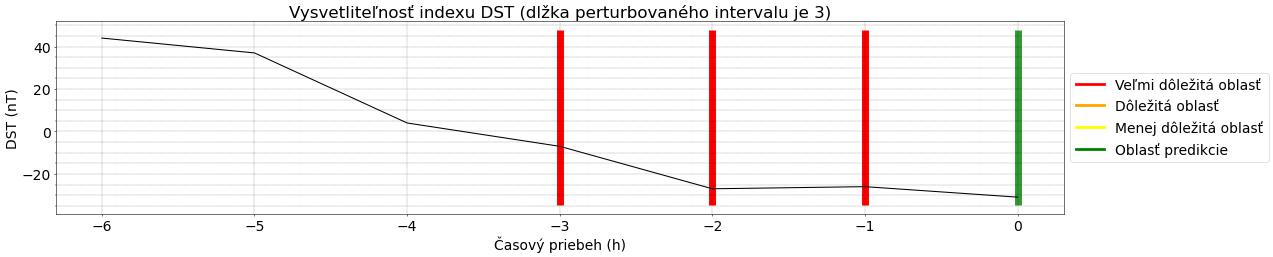 Vysvetliteľnosť indexu DST (dlžka perturbovaného intervalu je 3)
DST (nT)
40
20
0
−20
−6
−5
−4
−3
−2
−1
0
Časový priebeh (h)
Veľmi dôležitá oblasť
Dôležitá oblasť
Menej dôležitá oblasť
Oblasť predikcie